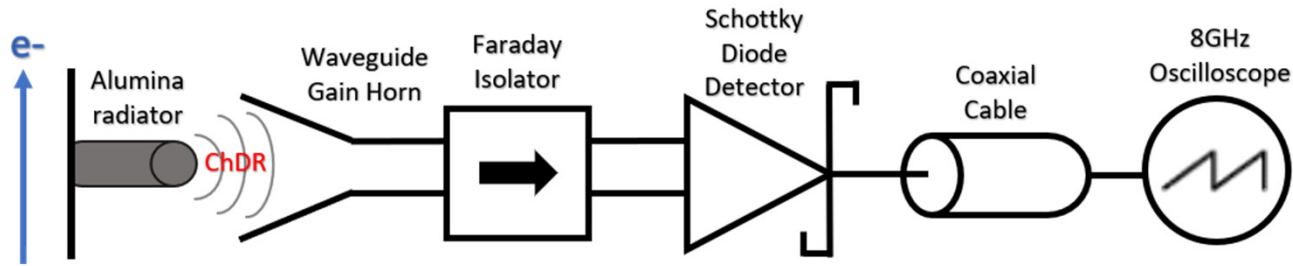 e-
Alumina
radiator
ChDR
Waveguide
Gain Horn
Faraday
Isolator
Schottky
Diode
Detector
Coaxial
Cable
8GHz
Oscilloscope